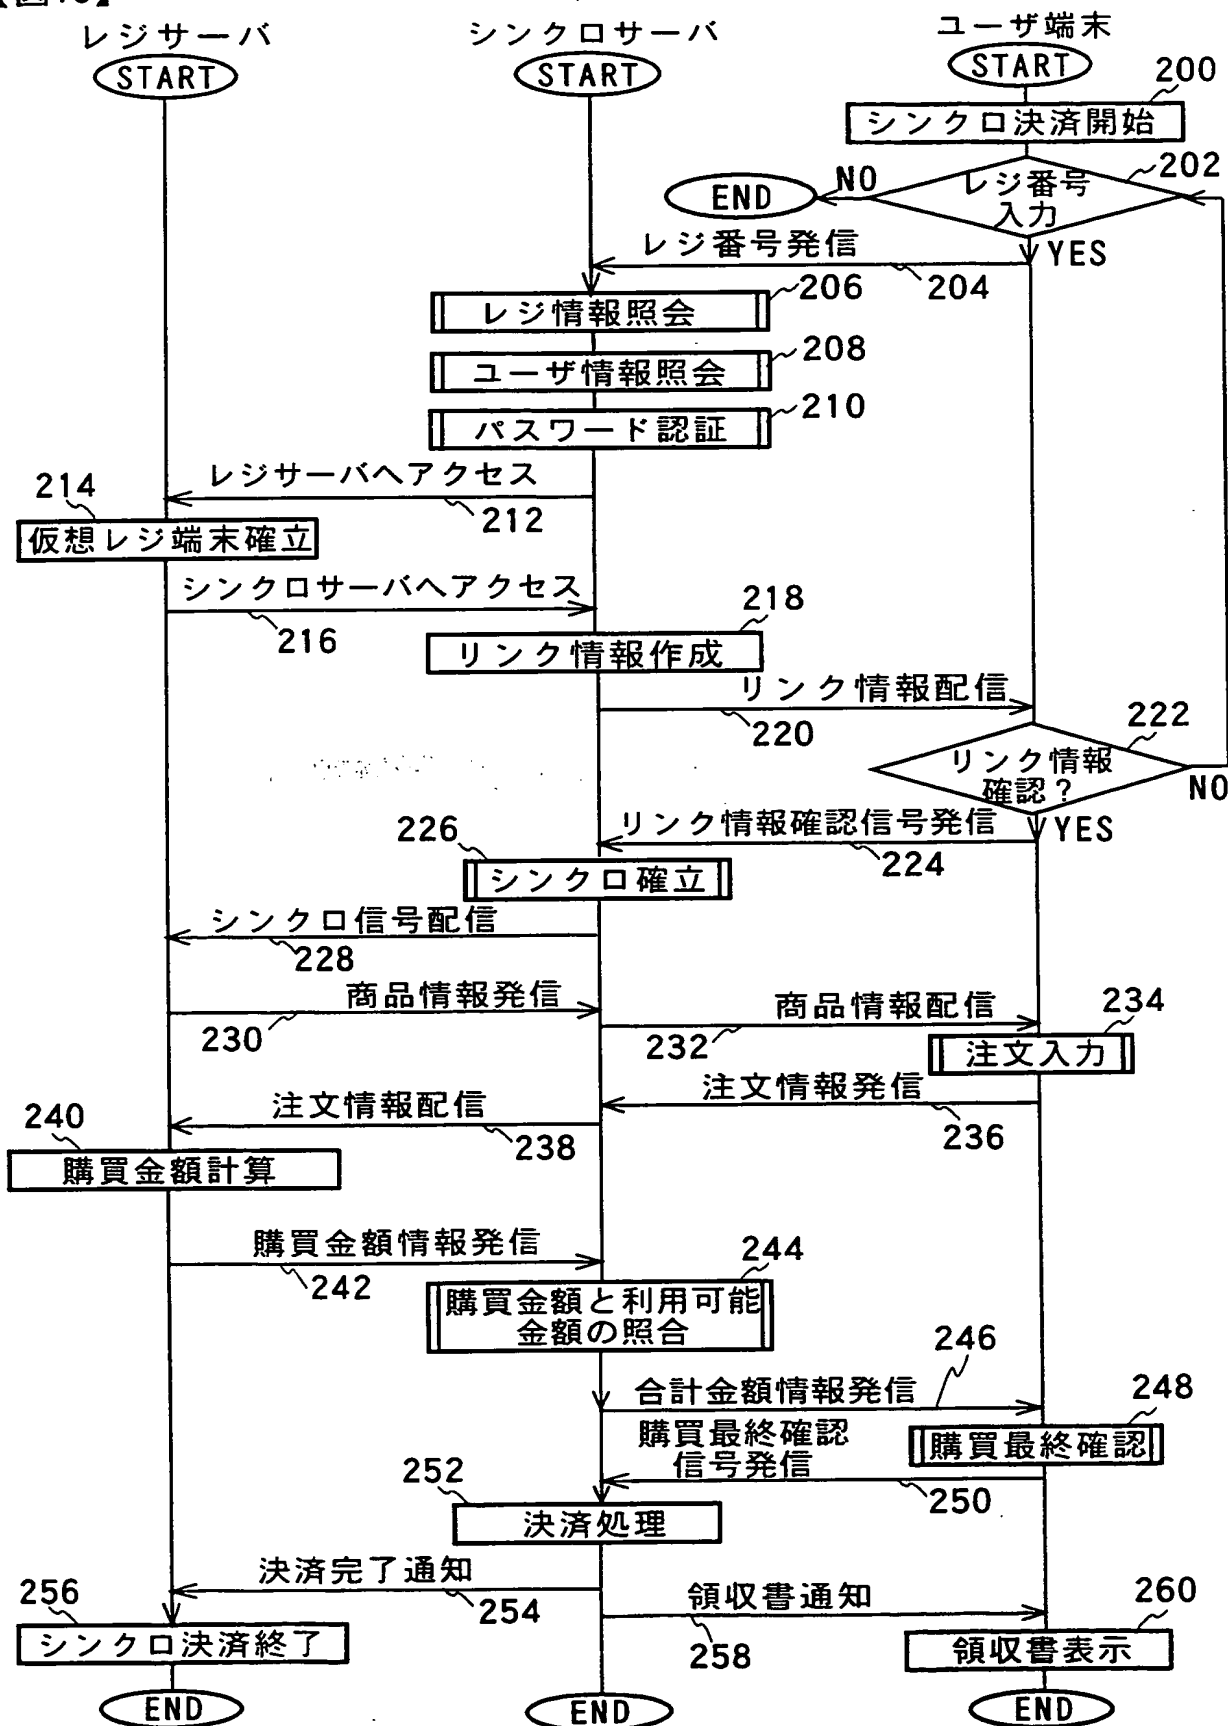 レジサーバ
シンクロサーバ
ユーザ端末
START
START
START
200
シンクロ決済開始
202
レジ番号
入力
NO
END
YES
レジ番号発信
204
206
レジ情報照会
208
ユーザ情報照会
210
パスワード認証
レジサーバへアクセス
212
214
仮想レジ端末確立
シンクロサーバへアクセス
216
218
リンク情報作成
リンク情報配信
220
222
リンク情報
確認?
NO
YES
リンク情報確認信号発信
224
226
シンクロ確立
シンクロ信号配信
228
商品情報発信
230
商品情報配信
232
234
注文入力
注文情報発信
236
注文情報配信
238
240
購買金額計算
購買金額情報発信
242
244
購買金額と利用可能
金額の照合
246
合計金額情報発信
248
購買最終確認
購買最終確認
信号発信
250
252
決済処理
決済完了通知
254
256
シンクロ決済終了
領収書通知
258
260
領収書表示
END
END
END